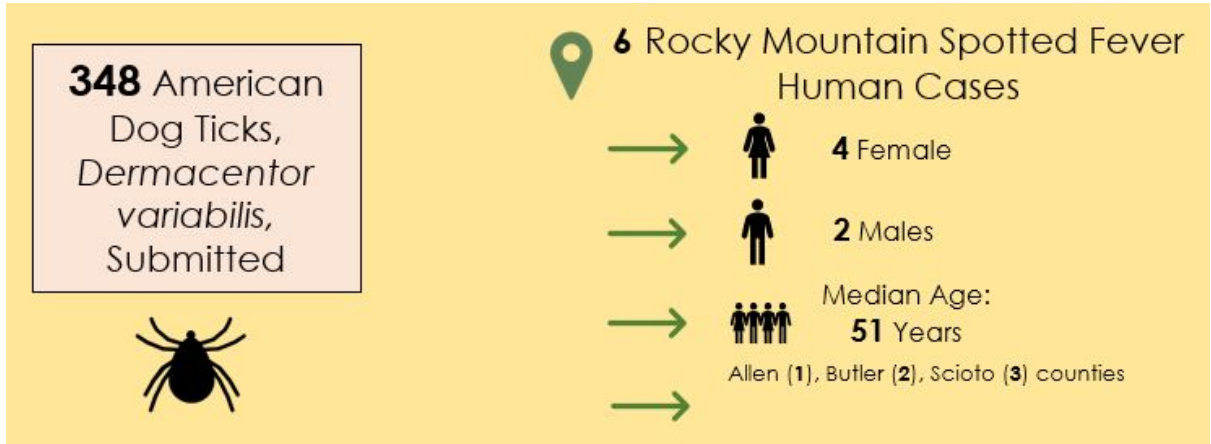 348 American
Dog Ticks,
Dermacentor
variabilis,
Submitted
6 Rocky Mountain Spotted Fever
Human Cases
4 Female
2 Males
Median Age:
51 Years
Allen (1), Butler (2), Scioto (3) counties